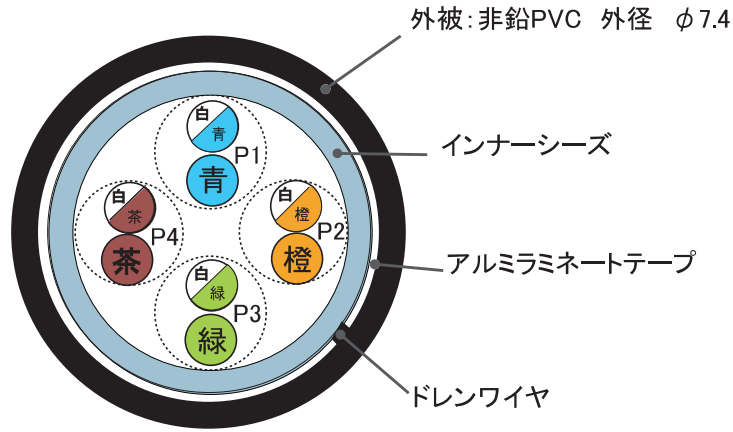 外被：非鉛PVC 外径 φ7.4
インナーシーズ
アルミラミネートテープ
ドレンワイヤ
白
青
青
P1
白
橙
橙
P2
白
緑
緑
P3
白
茶
茶
P4